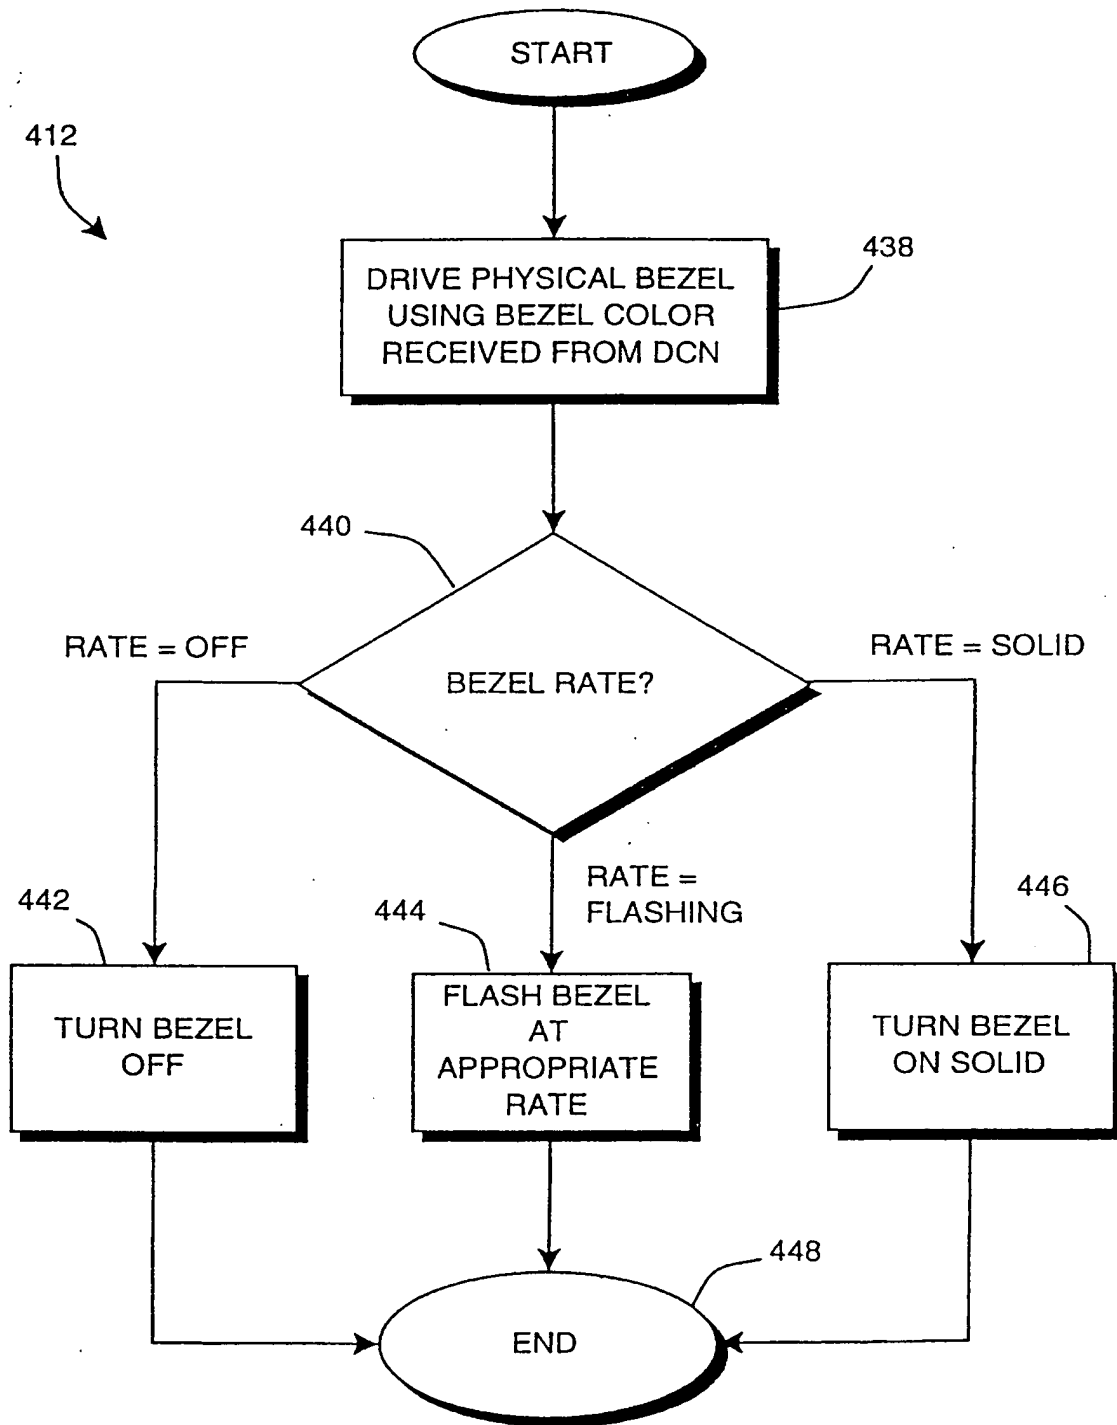 START
412
DRIVE PHYSICAL BEZEL
USING BEZEL COLOR
RECEIVED FROM DCN
438
440
RATE = OFF
BEZEL RATE?
RATE = SOLID
RATE =
FLASHING
442
444
446
TURN BEZEL
OFF
FLASH BEZEL
AT
APPROPRIATE
RATE
TURN BEZEL
ON SOLID
448
END